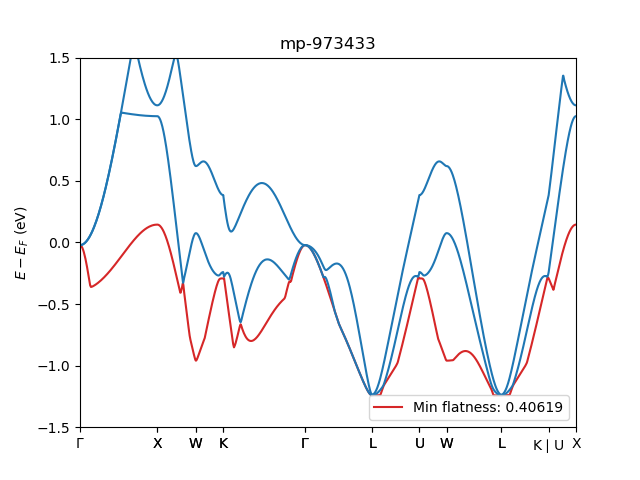 mp-973433
E − E_F (eV)
1.5
1.0
0.5
0.0
−0.5
−1.0
−1.5
Min flatness: 0.40619
Γ X W K Γ L U W L K | U X